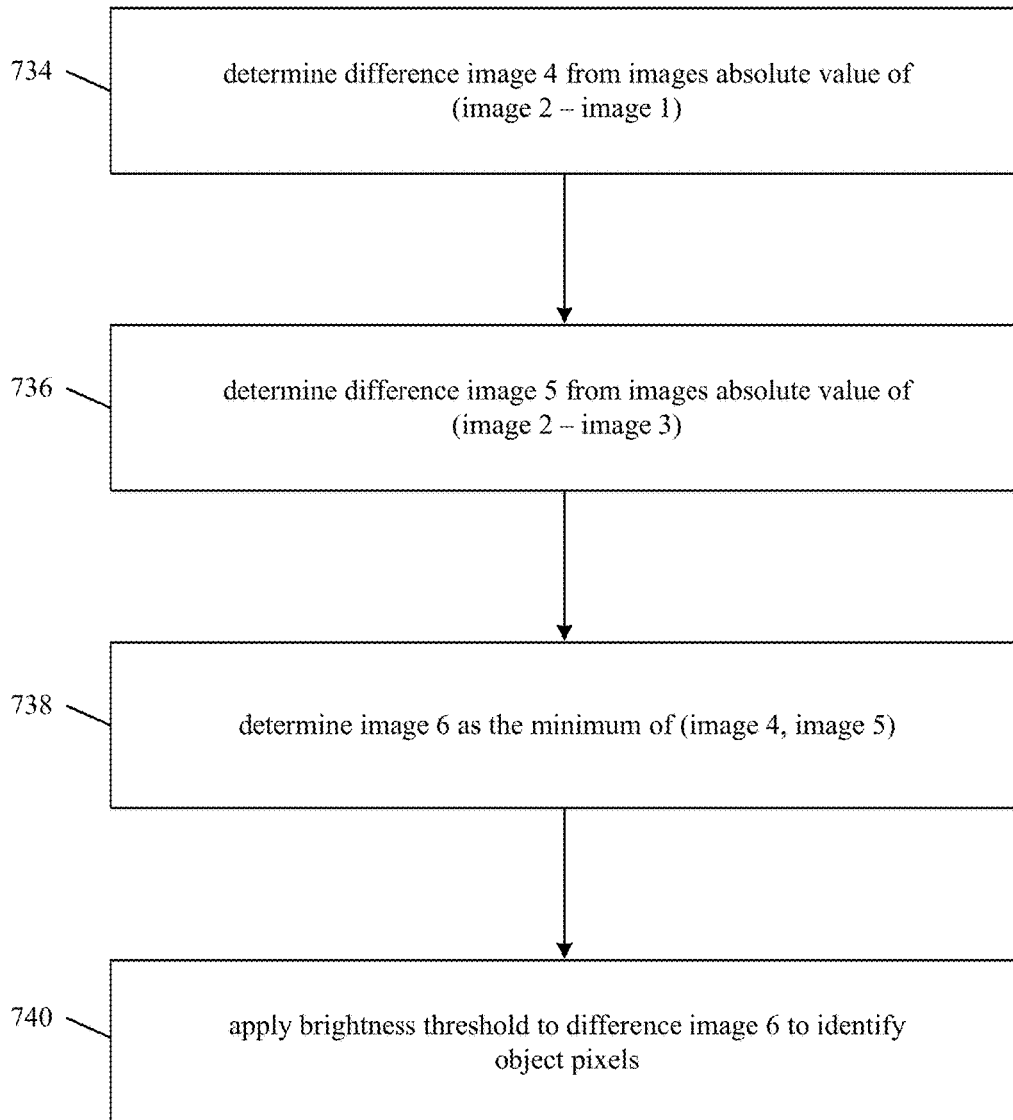 734
determine difference image 4 from images absolute value of
(image 2 – image 1)
736
determine difference image 5 from images absolute value of
(image 2 – image 3)
738
determine image 6 as the minimum of (image 4, image 5)
740
apply brightness threshold to difference image 6 to identify
object pixels